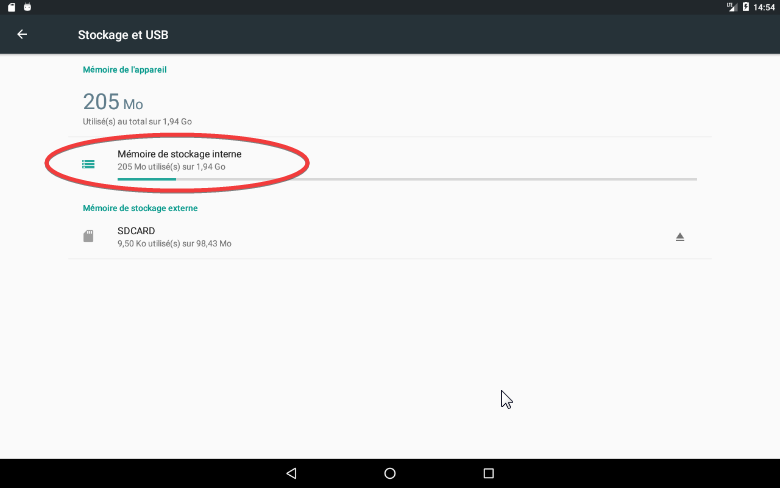 14:54
Stockage et USB
Mémoire de l'appareil
205 Mo
Utilisé(s) au total sur 1,94 Go
Mémoire de stockage interne
205 Mo utilisé(s) sur 1,94 Go
Mémoire de stockage externe
SDCARD
9,50 Ko utilisé(s) sur 98,43 Mo